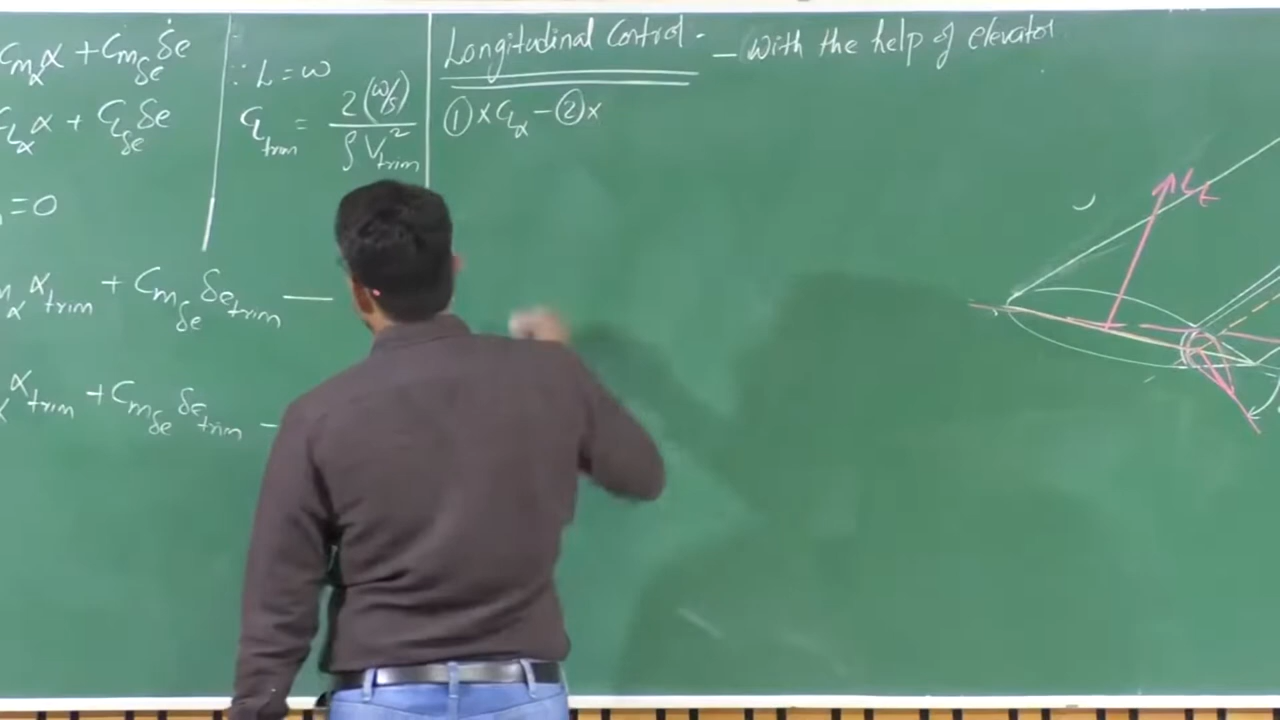 Cmα α + Cmδe δe
CLα α + CLδe δe
= 0
mα αtrim + Cmδe δetrim —
α αtrim + Cmδe δetrim —
∵ L = W
CLtrim = 2(W/S) / ρ V²trim
Longitudinal Control. – With the help of elevator
① × CLα – ② ×
Lt